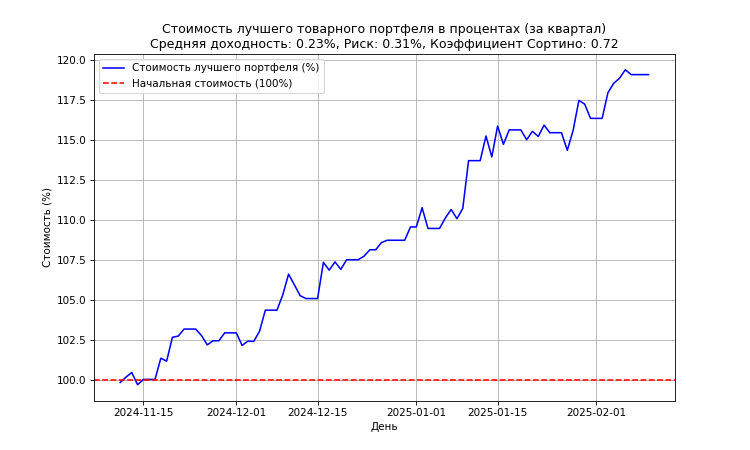 Стоимость лучшего товарного портфеля в процентах (за квартал)
Средняя доходность: 0.23%, Риск: 0.31%, Коэффициент Сортино: 0.72
Стоимость лучшего портфеля (%)
Начальная стоимость (100%)
Стоимость (%)
120.0
117.5
115.0
112.5
110.0
107.5
105.0
102.5
100.0
2024-11-15
2024-12-01
2024-12-15
2025-01-01
2025-01-15
2025-02-01
День